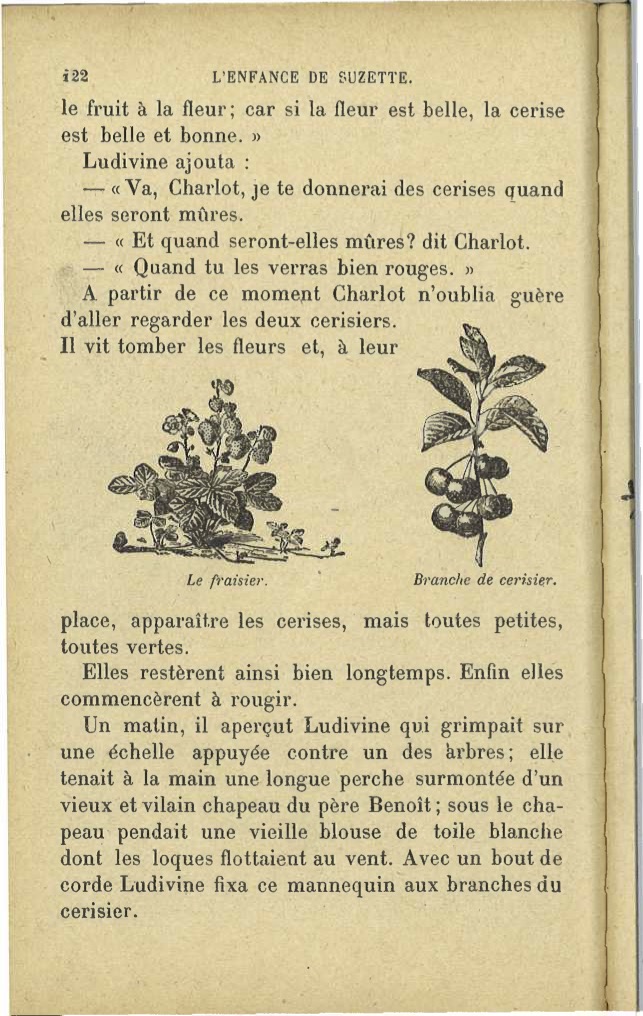 122 L'ENFANCE DE SUZETTE.
le fruit à la fleur; car si la fleur est belle, la cerise
est belle et bonne. »
Ludivine ajouta :
— « Va, Charlot, je te donnerai des cerises quand
elles seront mûres.
— « Et quand seront-elles mûres? dit Charlot.
— « Quand tu les verras bien rouges. »
A partir de ce moment Charlot n'oublia guère
d'aller regarder les deux cerisiers.
Il vit tomber les fleurs et, à leur
Le fraisier.
Branche de cerisier.
place, apparaître les cerises, mais toutes petites,
toutes vertes.
Elles restèrent ainsi bien longtemps. Enfin elles
commencèrent à rougir.
Un matin, il aperçut Ludivine qui grimpait sur
une échelle appuyée contre un des arbres; elle
tenait à la main une longue perche surmontée d'un
vieux et vilain chapeau du père Benoît; sous le cha-
peau pendait une vieille blouse de toile blanche
dont les loques flottaient au vent. Avec un bout de
corde Ludivine fixa ce mannequin aux branches du
cerisier.